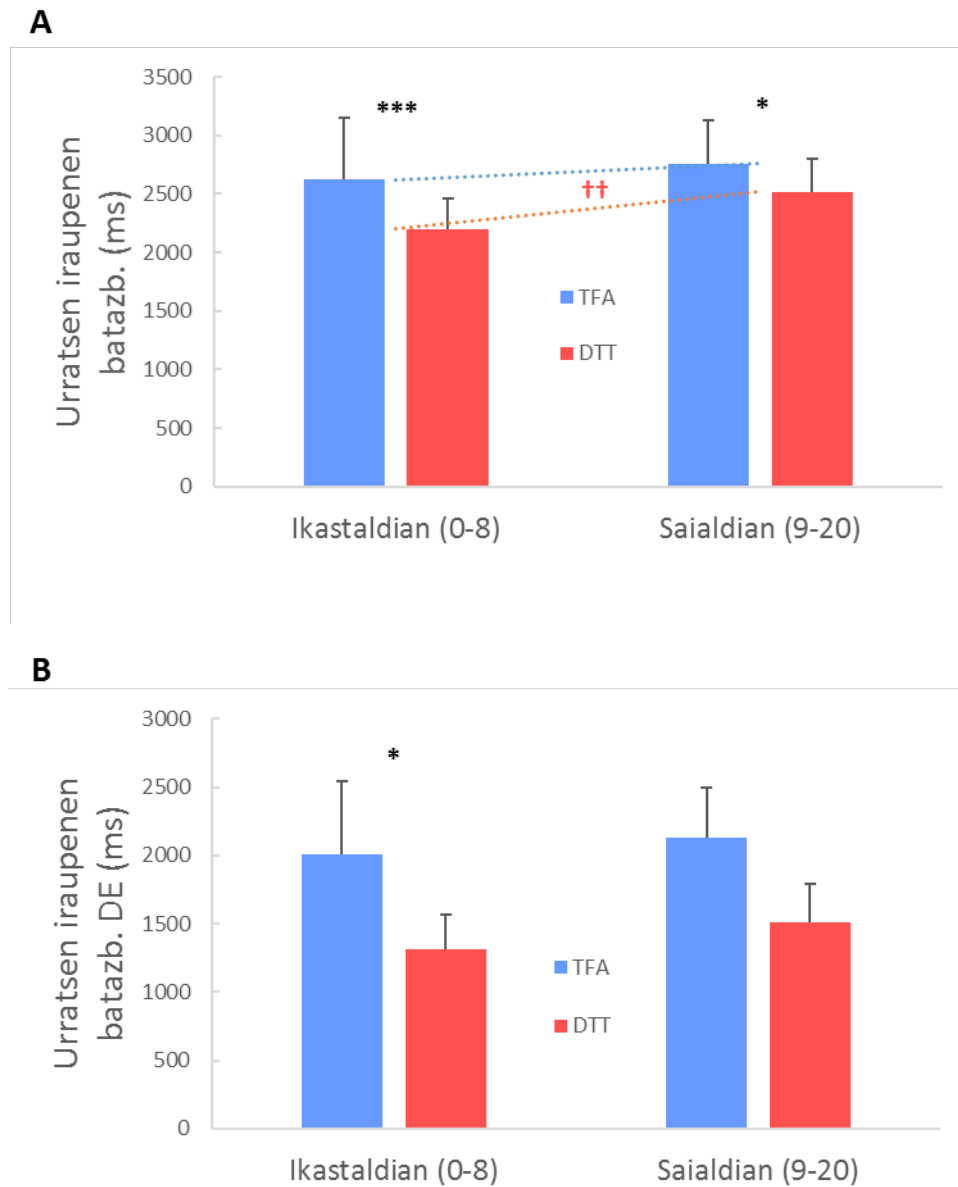 A
Urratsen iraupenen
batazb. (ms)
3500
3000
2500
2000
1500
1000
500
0
***
*
††
TFA
DTT
Ikastaldian (0-8)
Saialdian (9-20)
B
Urratsen iraupenen
batazb. DE (ms)
3000
2500
2000
1500
1000
500
0
*
TFA
DTT
Ikastaldian (0-8)
Saialdian (9-20)